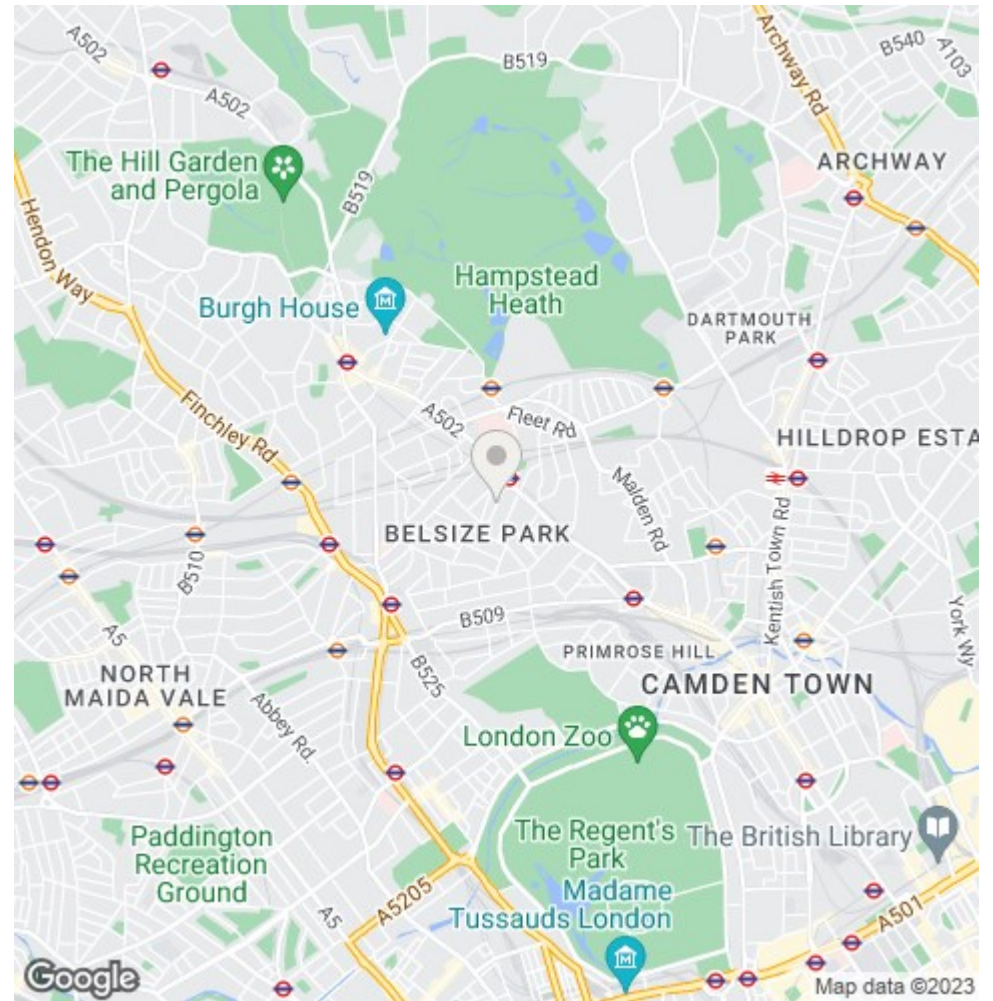 A502
B519
B540
A103
A502
Archway Rd
The Hill Garden
and Pergola
B519
ARCHWAY
Hendon Way
Hampstead
Heath
Burgh House
DARTMOUTH
PARK
Finchley Rd
A502
Fleet Rd
HILLDROP ESTA
Malden Rd
BELSIZE PARK
Kentish Town Rd
B510
B509
York Wy
A5
PRIMROSE HILL
B525
NORTH
MAIDA VALE
CAMDEN TOWN
Abbey Rd.
London Zoo
The Regent's
Park
The British Library
Paddington
Recreation
Ground
Madame
Tussauds London
A5205
A5
A501
Google
Map data ©2023